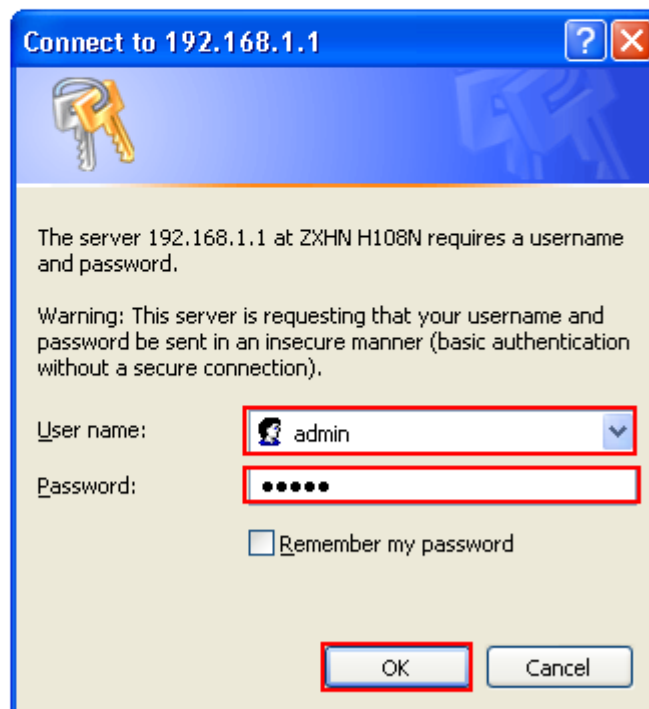 Connect to 192.168.1.1
The server 192.168.1.1 at ZXHN H108N requires a username
and password.
Warning: This server is requesting that your username and
password be sent in an insecure manner (basic authentication
without a secure connection).
User name:
admin
Password:
●●●●●
Remember my password
OK
Cancel